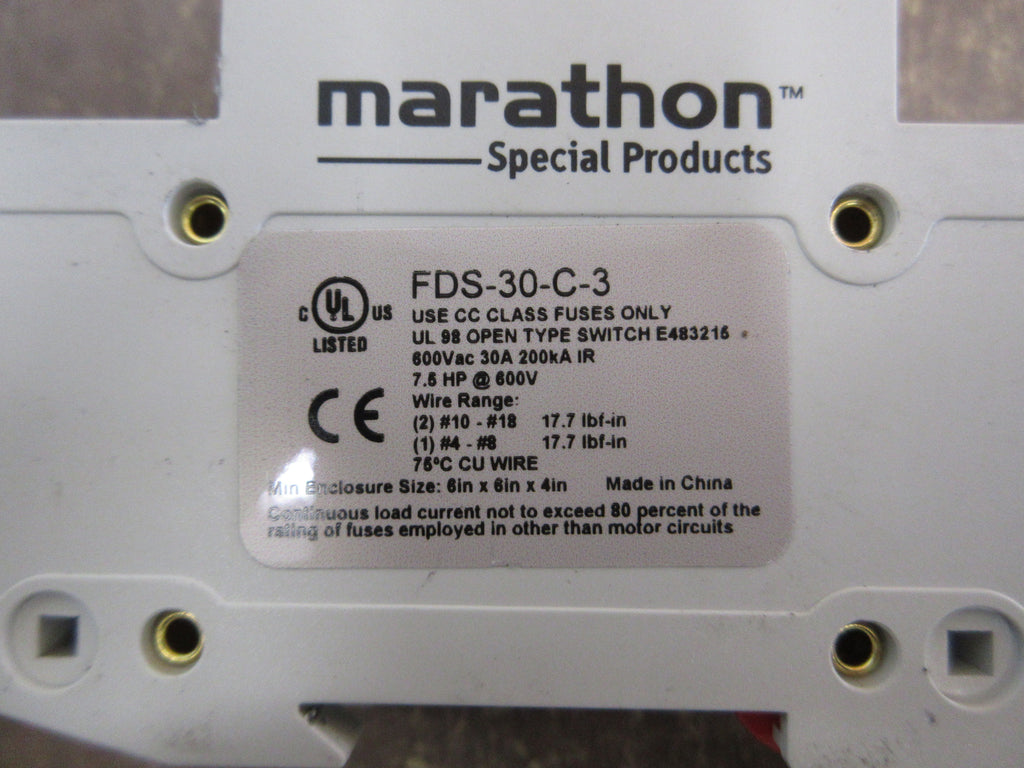 marathon™
Special Products
FDS-30-C-3
C UL US
LISTED
USE CC CLASS FUSES ONLY
UL 98 OPEN TYPE SWITCH E483215
600Vac 30A 200kA IR
7.5 HP @ 600V
CE
Wire Range:
(2) #10 - #18 17.7 lbf-in
(1) #4 - #8 17.7 lbf-in
75ºC CU WIRE
Min Enclosure Size: 6in x 6in x 4in Made in China
Continuous load current not to exceed 80 percent of the
rating of fuses employed in other than motor circuits